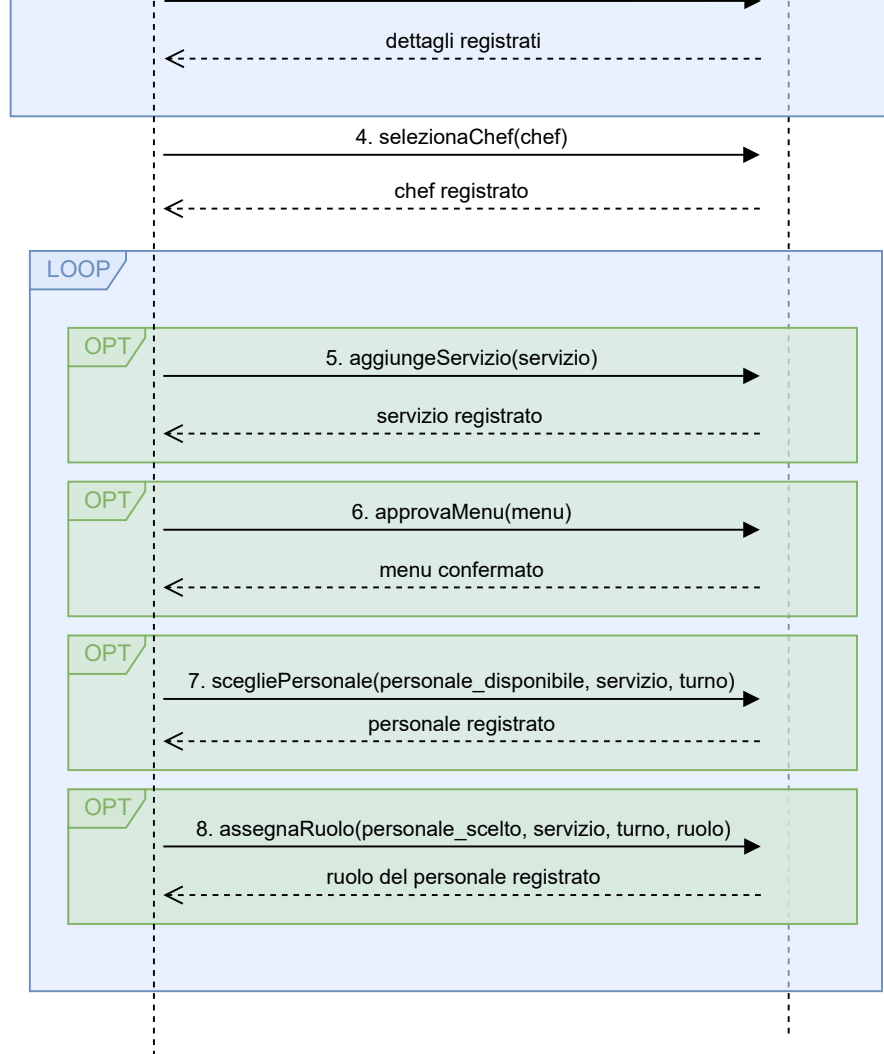 dettagli registrati
4. selezionaChef(chef)
chef registrato
LOOP
OPT
5. aggiungeServizio(servizio)
servizio registrato
OPT
6. approvaMenu(menu)
menu confermato
OPT
7. scegliePersonale(personale_disponibile, servizio, turno)
personale registrato
OPT
8. assegnaRuolo(personale_scelto, servizio, turno, ruolo)
ruolo del personale registrato